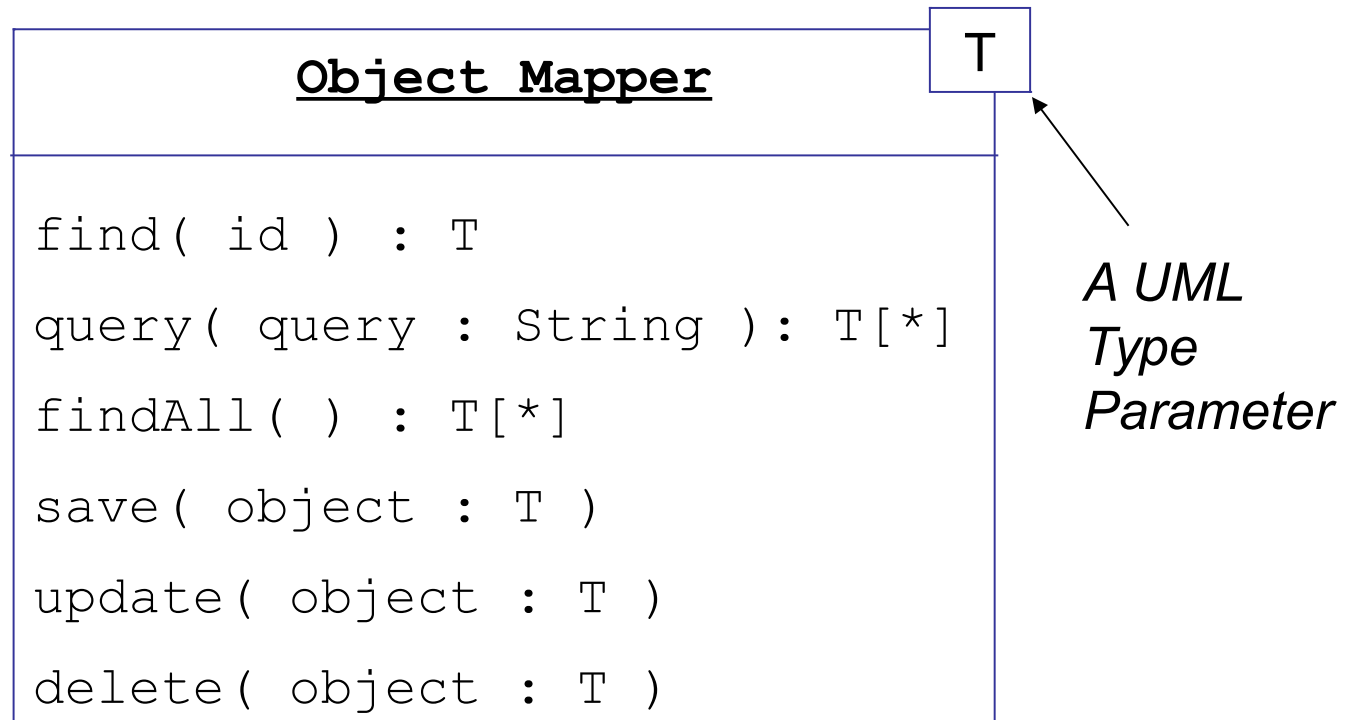 T
Object Mapper
find( id ) : T
query( query : String ): T[*]
findAll( ) : T[*]
save( object : T )
update( object : T )
delete( object : T )
A UML
Type
Parameter